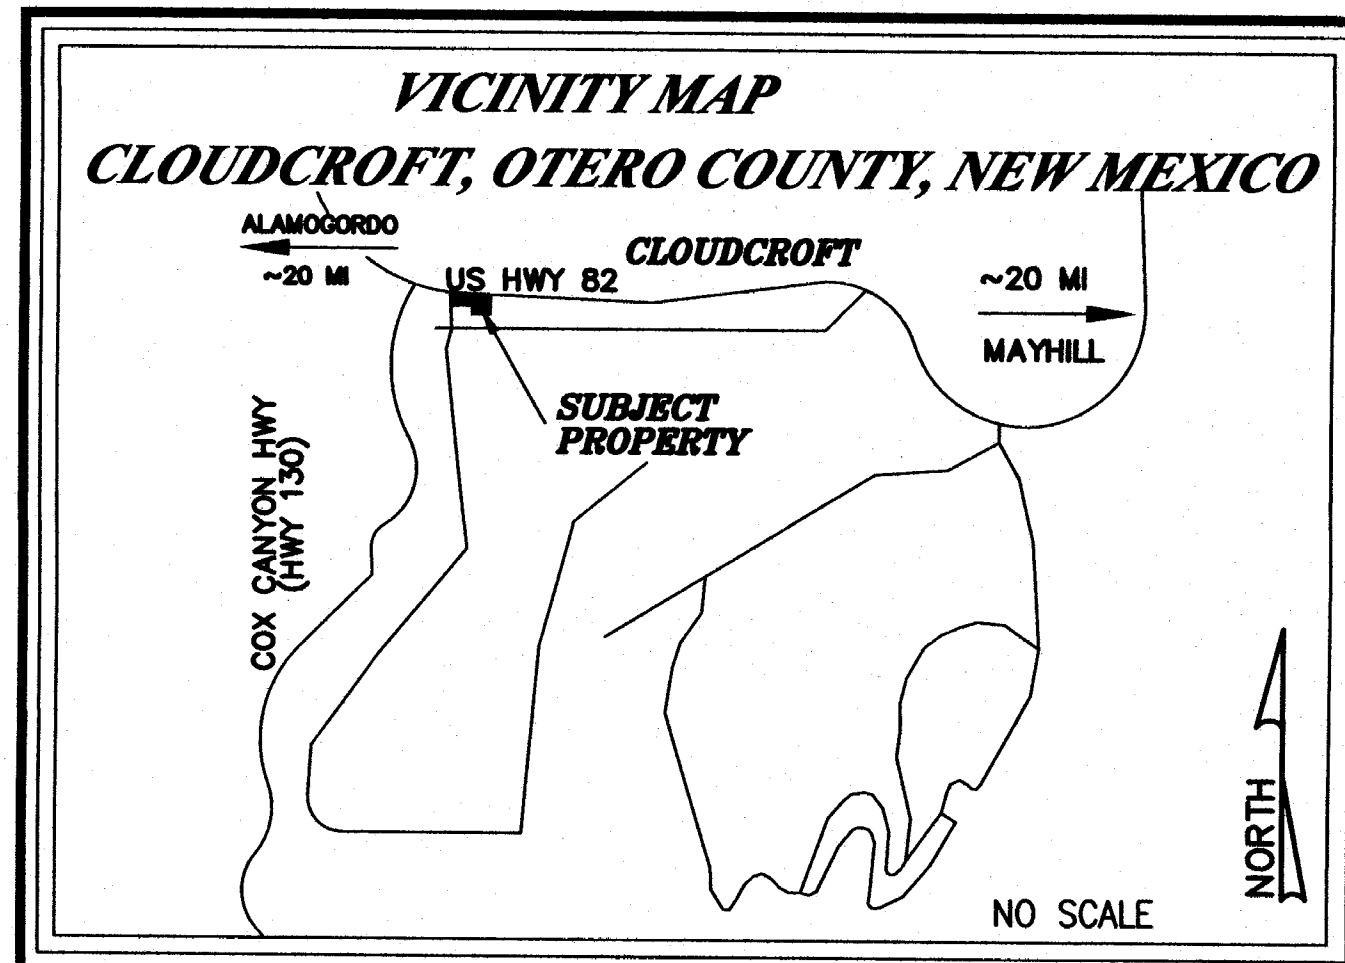 VICINITY MAP
CLOUDCROFT, OTERO COUNTY, NEW MEXICO
ALAMOGORDO
~20 MI
US HWY 82
CLOUDCROFT
~20 MI
MAYHILL
SUBJECT
PROPERTY
COX CANYON HWY
(HWY 130)
NORTH
NO SCALE